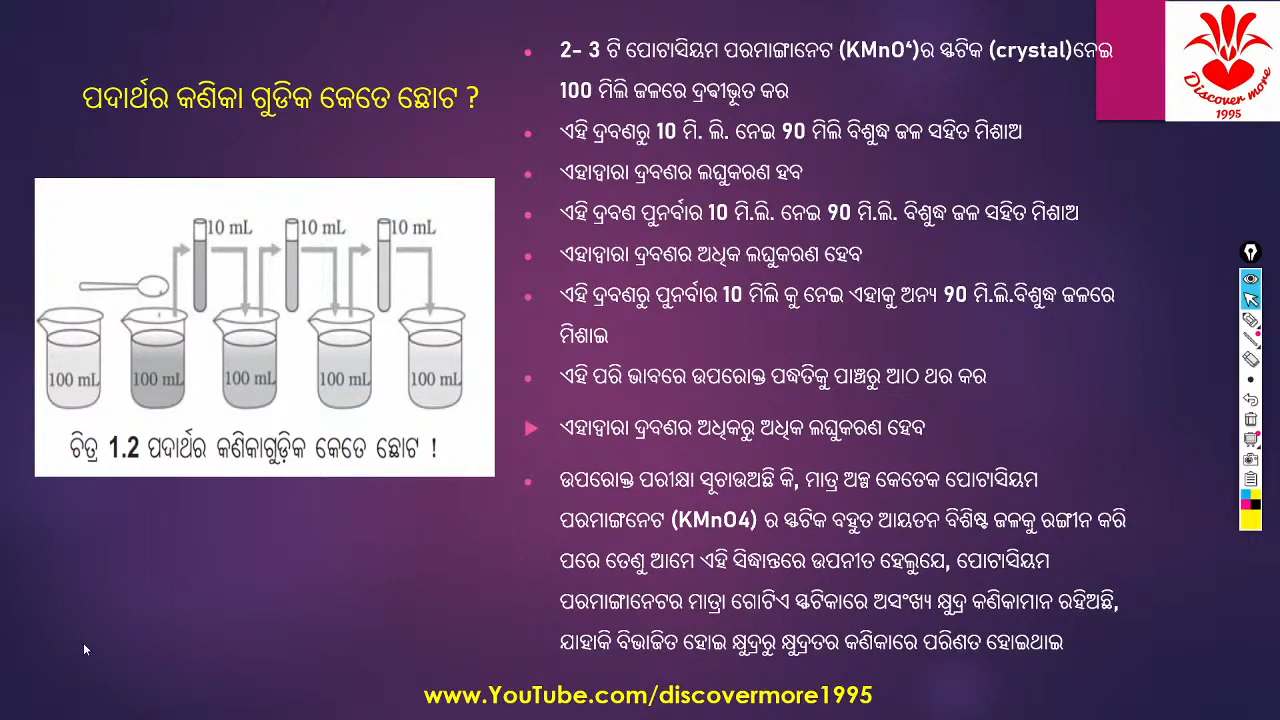 ପଦାର୍ଥର କଣିକା ଗୁଡିକ କେତେ ଛୋଟ ?
10 mL
10 mL
10 mL
100 mL
100 mL
100 mL
100 mL
100 mL
ଚିତ୍ର 1.2 ପଦାର୍ଥର କଣିକାଗୁଡ଼ିକ କେତେ ଛୋଟ !
2- 3 ଟି ପୋଟାସିୟମ ପରମାଙ୍ଗାନେଟ (KMnO⁴)ର ସ୍ଫଟିକ (crystal)ନେଇ
100 ମିଲି ଜଳରେ ଦ୍ରବୀଭୂତ କର
ଏହି ଦ୍ରବଣରୁ 10 ମି. ଲି. ନେଇ 90 ମିଲି ବିଶୁଦ୍ଧ ଜଳ ସହିତ ମିଶାଅ
ଏହାଦ୍ୱାରା ଦ୍ରବଣର ଲଘୁକରଣ ହବ
ଏହି ଦ୍ରବଣ ପୁନର୍ବାର 10 ମି.ଲି. ନେଇ 90 ମି.ଲି. ବିଶୁଦ୍ଧ ଜଳ ସହିତ ମିଶାଅ
ଏହାଦ୍ୱାରା ଦ୍ରବଣର ଅଧିକ ଲଘୁକରଣ ହେବ
ଏହି ଦ୍ରବଣରୁ ପୁନର୍ବାର 10 ମିଲି କୁ ନେଇ ଏହାକୁ ଅନ୍ୟ 90 ମି.ଲି.ବିଶୁଦ୍ଧ ଜଳରେ
ମିଶାଇ
ଏହି ପରି ଭାବରେ ଉପରୋକ୍ତ ପଦ୍ଧତିକୁ ପାଞ୍ଚରୁ ଆଠ ଥର କର
ଏହାଦ୍ୱାରା ଦ୍ରବଣର ଅଧିକରୁ ଅଧିକ ଲଘୁକରଣ ହେବ
ଉପରୋକ୍ତ ପରୀକ୍ଷା ସୂଚାଉଅଛି କି, ମାତ୍ର ଅଳ୍ପ କେତେକ ପୋଟାସିୟମ
ପରମାଙ୍ଗନେଟ (KMnO4) ର ସ୍ଫଟିକ ବହୁତ ଆୟତନ ବିଶିଷ୍ଟ ଜଳକୁ ରଙ୍ଗୀନ କରି
ପରେ ତେଣୁ ଆମେ ଏହି ସିଦ୍ଧାନ୍ତରେ ଉପନୀତ ହେଲୁଯେ, ପୋଟାସିୟମ
ପରମାଙ୍ଗାନେଟର ମାତ୍ରା ଗୋଟିଏ ସ୍ଫଟିକାରେ ଅସଂଖ୍ୟ କ୍ଷୁଦ୍ର କଣିକାମାନ ରହିଅଛି,
ଯାହାକି ବିଭାଜିତ ହୋଇ କ୍ଷୁଦ୍ରରୁ କ୍ଷୁଦ୍ରତର କଣିକାରେ ପରିଣତ ହୋଇଥାଇ
Discover more
1995
www.YouTube.com/discovermore1995